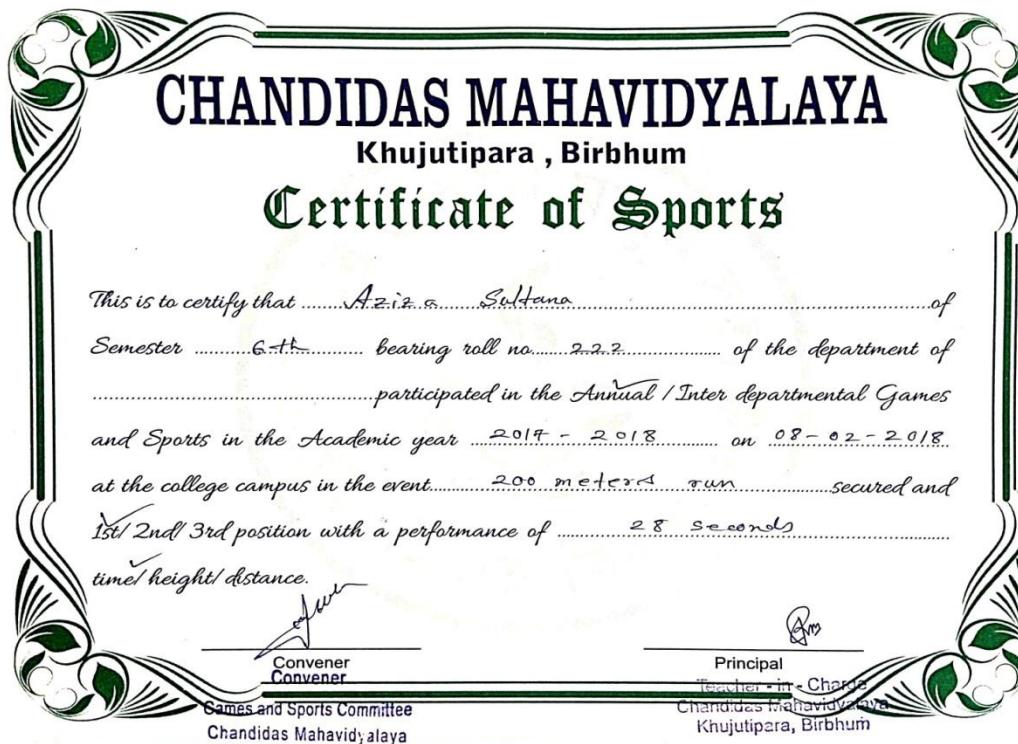 CHANDIDAS MAHAVIDYALAYA
Khujutipara , Birbhum
Certificate of Sports
This is to certify that Aziza Sultana of
Semester 6th bearing roll no. 222 of the department of
participated in the Annual / Inter departmental Games
and Sports in the Academic year 2017 - 2018 on 08-02-2018
at the college campus in the event 200 meters run secured and
1st/ 2nd/ 3rd position with a performance of 28 seconds
time/ height/ distance.
Convener
Principal
Convener
Teacher - in - Charge
Games and Sports Committee
Chandidas Mahavidyalaya
Chandidas Mahavidyalaya
Khujutipara, Birbhum